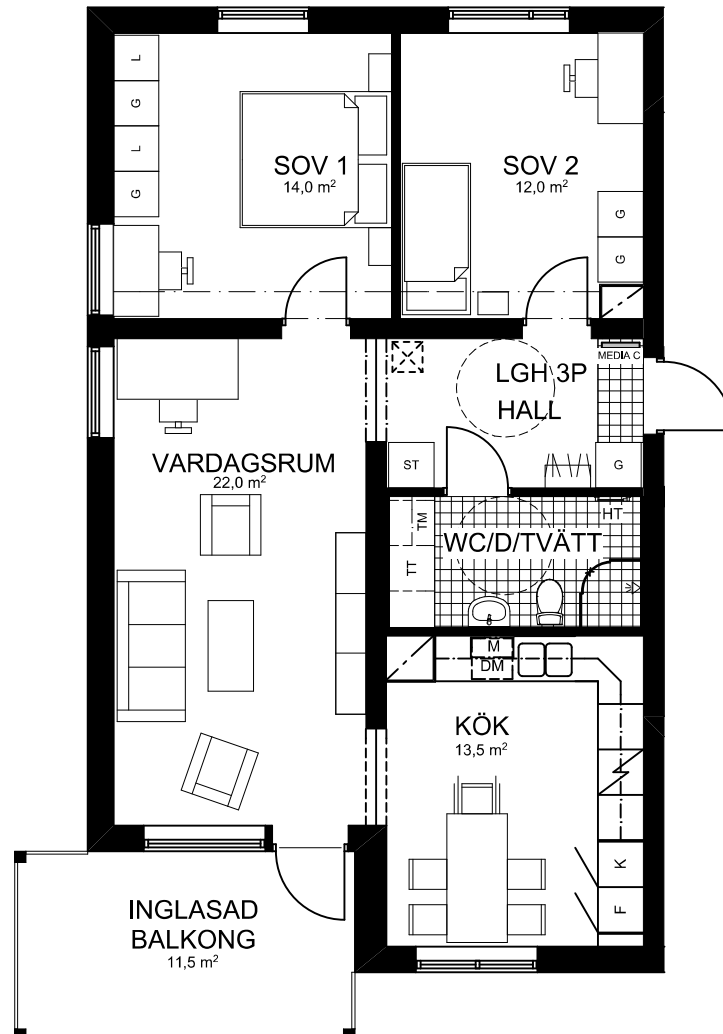 L
G
L
G
SOV 1
14,0 m²
SOV 2
12,0 m²
G
G
MEDIA C
LGH 3P
HALL
ST
G
VARDAGSRUM
22,0 m²
TM
TT
HT
WC/D/TVÄTT
M
DM
KÖK
13,5 m²
K
F
INGLASAD
BALKONG
11,5 m²